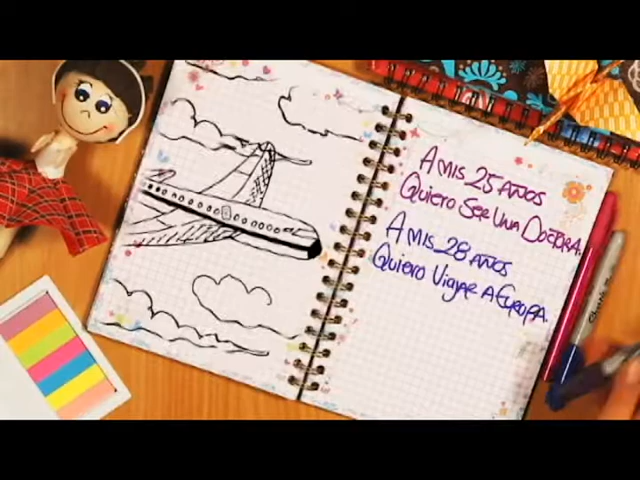 A MIS 25 AÑOS
QUIERO SER UNA DOCTORA.
A MIS 28 AÑOS
QUIERO VIAJAR A EUROPA.